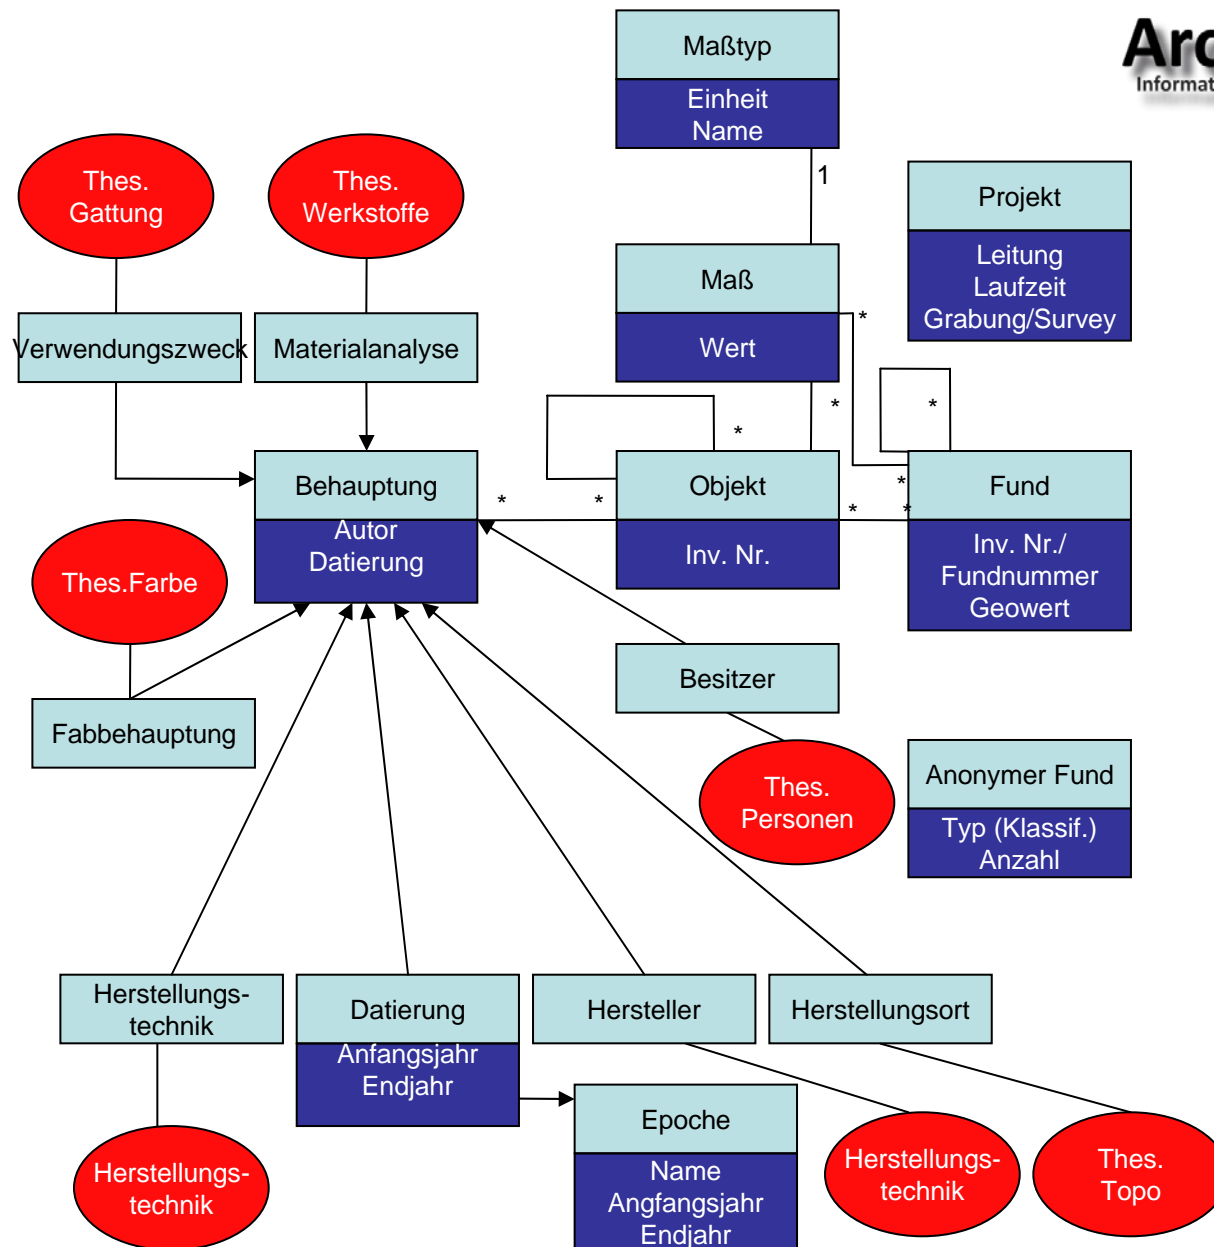 Maßtyp
Einheit
Name
Informat
1
Thes.
Gattung
Thes.
Werkstoffe
Projekt
Leitung
Laufzeit
Grabung/Survey
Maß
Wert
*
Verwendungszweck
Materialanalyse
*
*
*
Behauptung
Autor
Datierung
*
*
Objekt
Inv. Nr.
*
*
*
Fund
Inv. Nr./
Fundnummer
Geowert
Thes.Farbe
Fabbehauptung
Besitzer
Thes.
Personen
Anonymer Fund
Typ (Klassif.)
Anzahl
Herstellungs-
technik
Datierung
Anfangsjahr
Endjahr
Hersteller
Herstellungsort
Epoche
Name
Angfangsjahr
Endjahr
Herstellungs-
technik
Herstellungs-
technik
Thes.
Topo